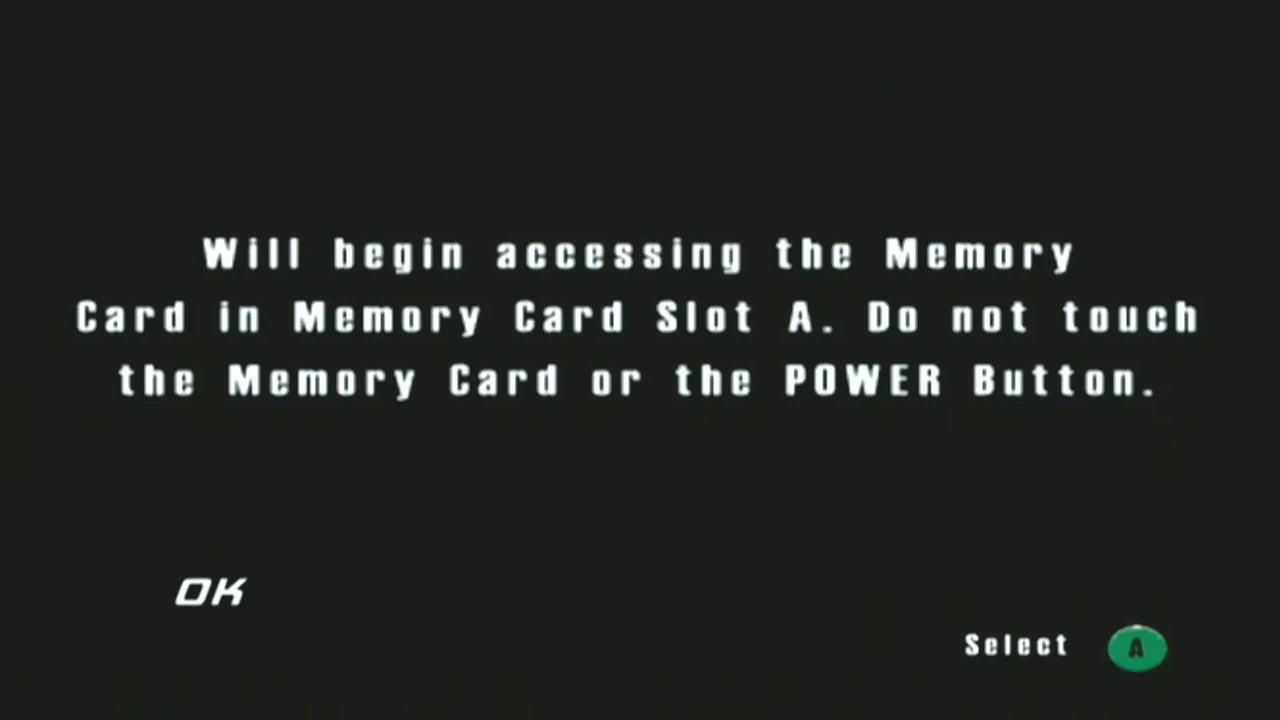 Will begin accessing the Memory
Card in Memory Card Slot A. Do not touch
the Memory Card or the POWER Button.
OK
Select A